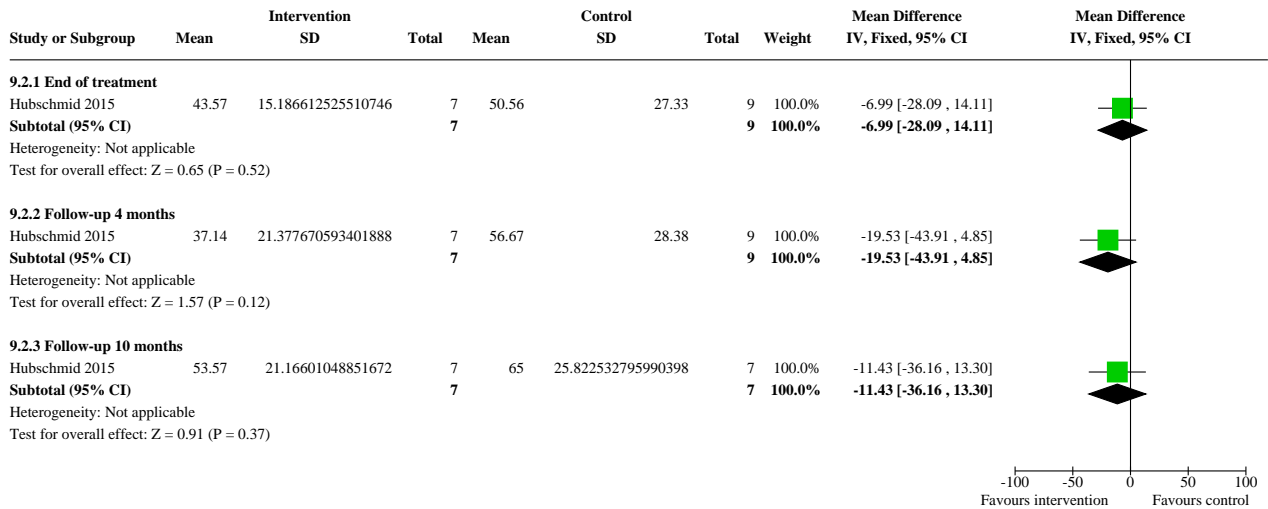 Intervention Control Mean Difference Mean Difference
Study or Subgroup Mean SD Total Mean SD Total Weight IV, Fixed, 95% CI IV, Fixed, 95% CI
9.2.1 End of treatment
Hubschmid 2015 43.57 15.186612525510746 7 50.56 27.33 9 100.0% -6.99 [-28.09 , 14.11]
Subtotal (95% CI) 7 9 100.0% -6.99 [-28.09 , 14.11]
Heterogeneity: Not applicable
Test for overall effect: Z = 0.65 (P = 0.52)
9.2.2 Follow-up 4 months
Hubschmid 2015 37.14 21.377670593401888 7 56.67 28.38 9 100.0% -19.53 [-43.91 , 4.85]
Subtotal (95% CI) 7 9 100.0% -19.53 [-43.91 , 4.85]
Heterogeneity: Not applicable
Test for overall effect: Z = 1.57 (P = 0.12)
9.2.3 Follow-up 10 months
Hubschmid 2015 53.57 21.16601048851672 7 65 25.822532795990398 7 100.0% -11.43 [-36.16 , 13.30]
Subtotal (95% CI) 7 7 100.0% -11.43 [-36.16 , 13.30]
Heterogeneity: Not applicable
Test for overall effect: Z = 0.91 (P = 0.37)
-100 -50 0 50 100
Favours intervention Favours control